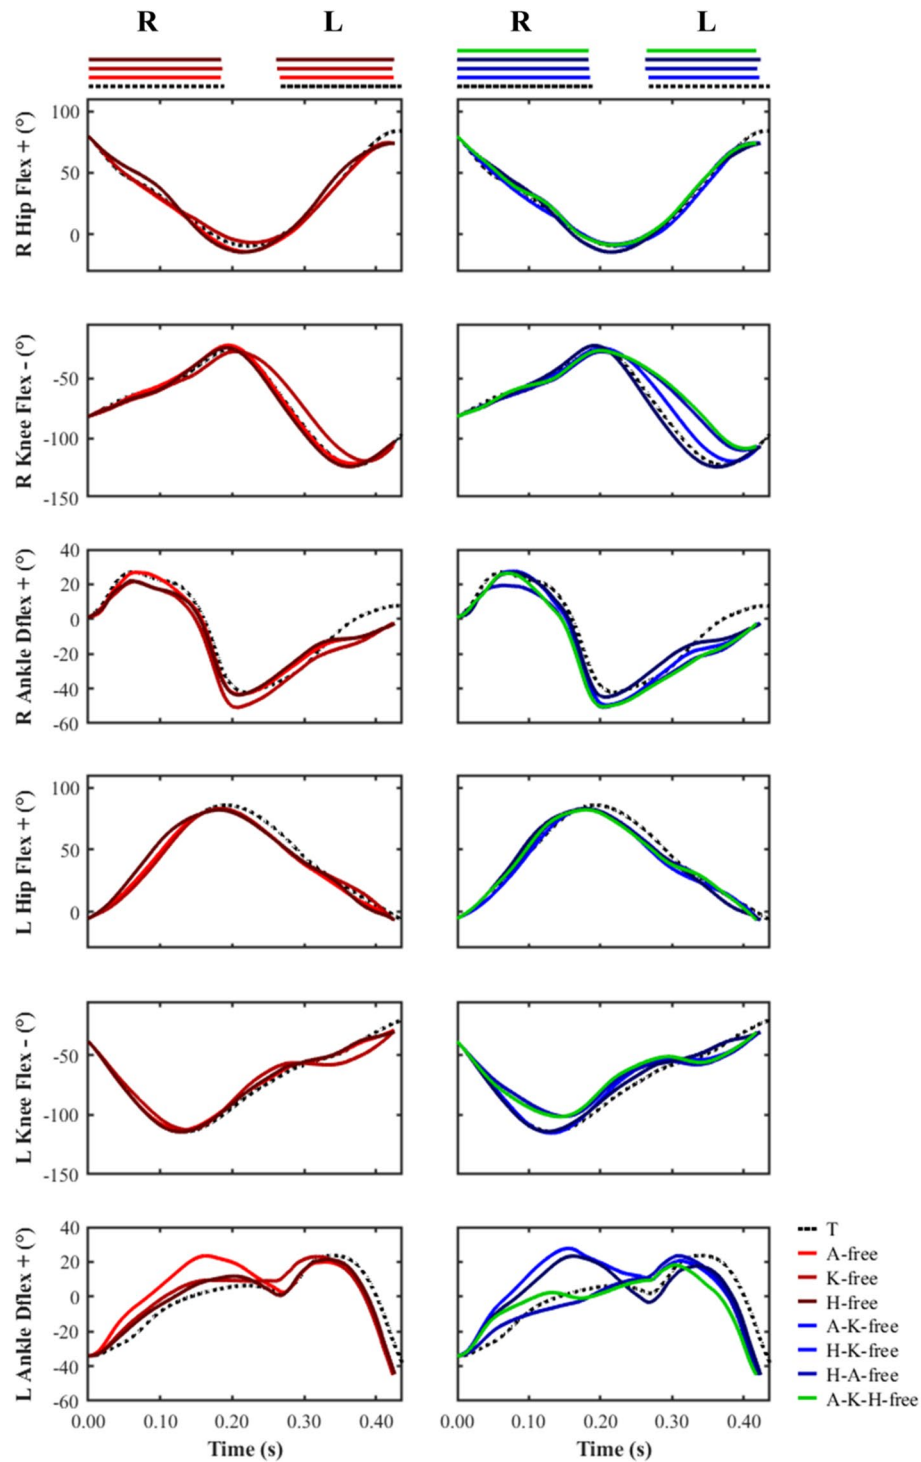 R L R L
R Hip Flex + (°)
100
50
0
R Knee Flex - (°)
-50
-100
-150
R Ankle Dflex + (°)
40
20
0
-20
-40
-60
L Hip Flex + (°)
100
50
0
L Knee Flex - (°)
-50
-100
-150
L Ankle Dflex + (°)
40
20
0
-20
-40
-60
0.00 0.10 0.20 0.30 0.40
Time (s)
0.00 0.10 0.20 0.30 0.40
Time (s)
T
A-free
K-free
H-free
A-K-free
H-K-free
H-A-free
A-K-H-free